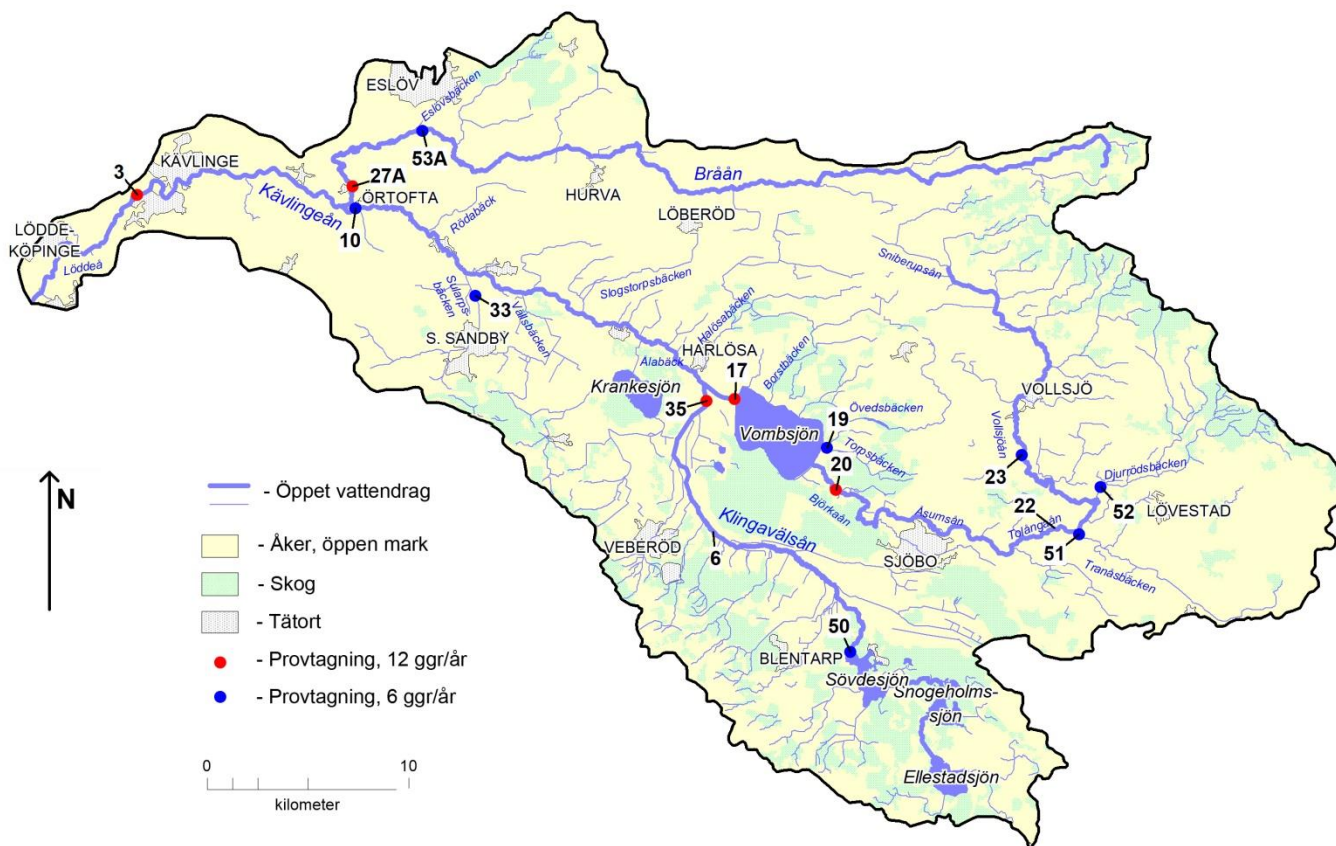 ESLÖV
Eslövsbäcken
53A
KÄVLINGE
3
27A
Bråån
HURVA
ÖRTOFTA
Kävlingeån
LÖBERÖD
10
Rödabäck
LÖDDE-
KÖPINGE
Löddeå
Sniberupsån
Slogstorpsbäcken
Sularps-
bäcken
33
Vällsbäcken
Halösabäcken
S. SANDBY
HARLÖSA
Borstbäcken
Alabäck
17
Krankesjön
VOLLSJÖ
35
19
Övedsbäcken
Vombsjön
Torpsbäcken
Vollsjöån
20
23
Djurrödsbäcken
52
N
- Öppet vattendrag
Björkaån
Åsumsån
22
LÖVESTAD
Klingavälsån
Tolångaån
- Åker, öppen mark
VEBERÖD
6
SJÖBO
51
Tranåsbäcken
- Skog
- Tätort
50
- Provtagning, 12 ggr/år
BLENTARP
Sövdesjön
- Provtagning, 6 ggr/år
Snogeholms-
sjön
0 10
Ellestadsjön
kilometer